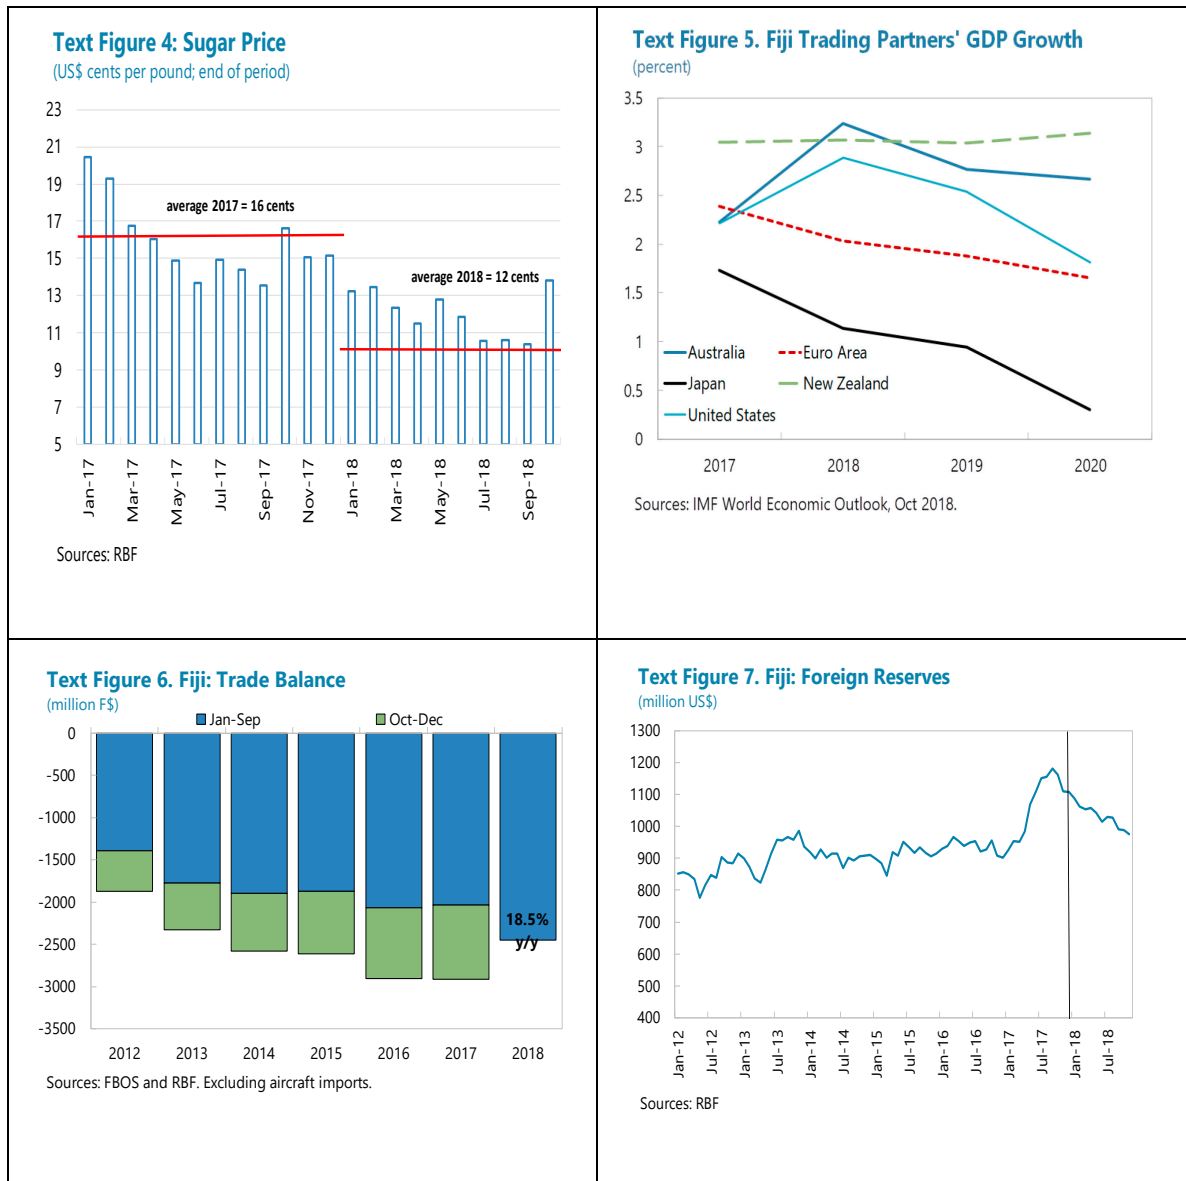 Text Figure 4: Sugar Price
(US$ cents per pound; end of period)
23
21
19
17
15
13
11
9
7
5
average 2017 = 16 cents
average 2018 = 12 cents
Jan-17
Mar-17
May-17
Jul-17
Sep-17
Nov-17
Jan-18
Mar-18
May-18
Jul-18
Sep-18
Sources: RBF
Text Figure 5. Fiji Trading Partners' GDP Growth
(percent)
3.5
3
2.5
2
1.5
1
0.5
0
Australia
Euro Area
Japan
New Zealand
United States
2017
2018
2019
2020
Sources: IMF World Economic Outlook, Oct 2018.
Text Figure 6. Fiji: Trade Balance
(million F$)
Jan-Sep
Oct-Dec
0
-500
-1000
-1500
-2000
-2500
-3000
-3500
18.5%
y/y
2012
2013
2014
2015
2016
2017
2018
Sources: FBOS and RBF. Excluding aircraft imports.
Text Figure 7. Fiji: Foreign Reserves
(million US$)
1300
1200
1100
1000
900
800
700
600
500
400
Jan-12
Jul-12
Jan-13
Jul-13
Jan-14
Jul-14
Jan-15
Jul-15
Jan-16
Jul-16
Jan-17
Jul-17
Jan-18
Jul-18
Sources: RBF